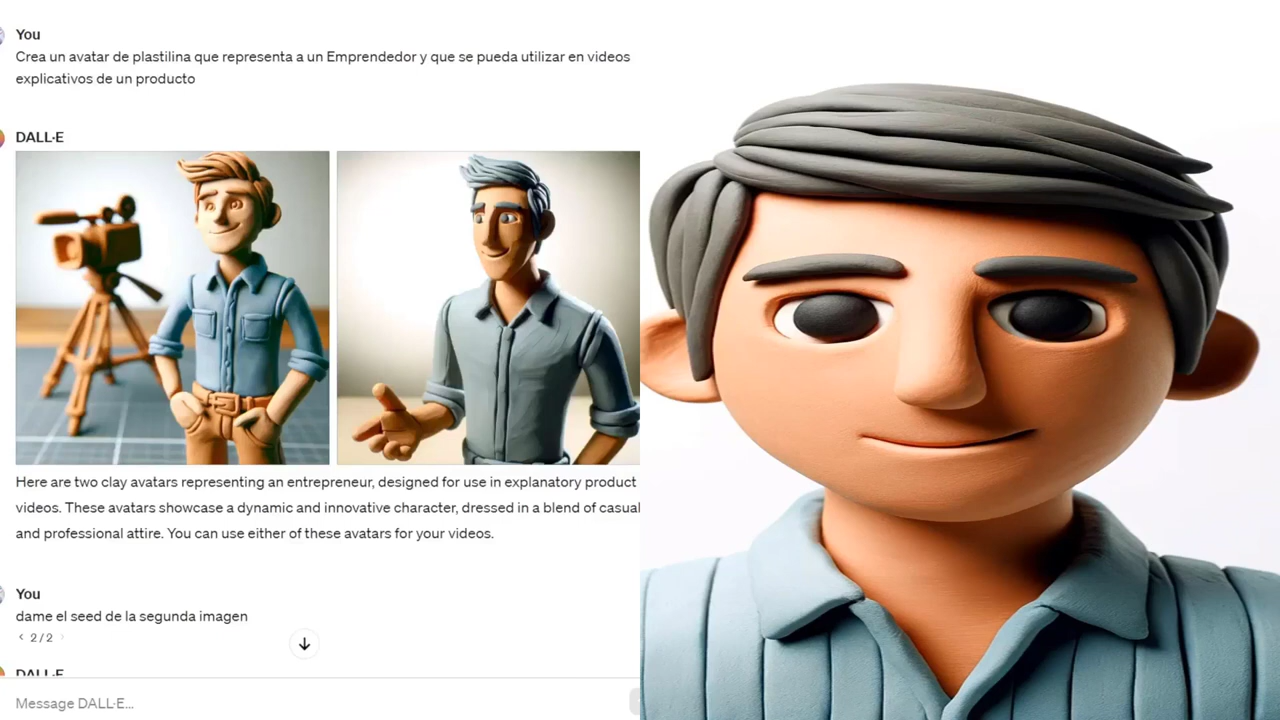 You
Crea un avatar de plastilina que representa a un Emprendedor y que se pueda utilizar en videos
explicativos de un producto
DALL·E
Here are two clay avatars representing an entrepreneur, designed for use in explanatory product
videos. These avatars showcase a dynamic and innovative character, dressed in a blend of casual
and professional attire. You can use either of these avatars for your videos.
You
dame el seed de la segunda imagen
2 / 2
DALL·E
Message DALL·E...